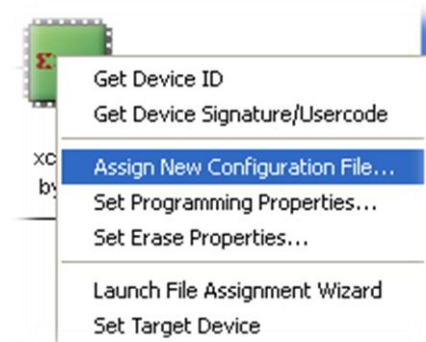 Get Device ID
Get Device Signature/Usercode
xc
Assign New Configuration File...
by
Set Programming Properties...
Set Erase Properties...
Launch File Assignment Wizard
Set Target Device